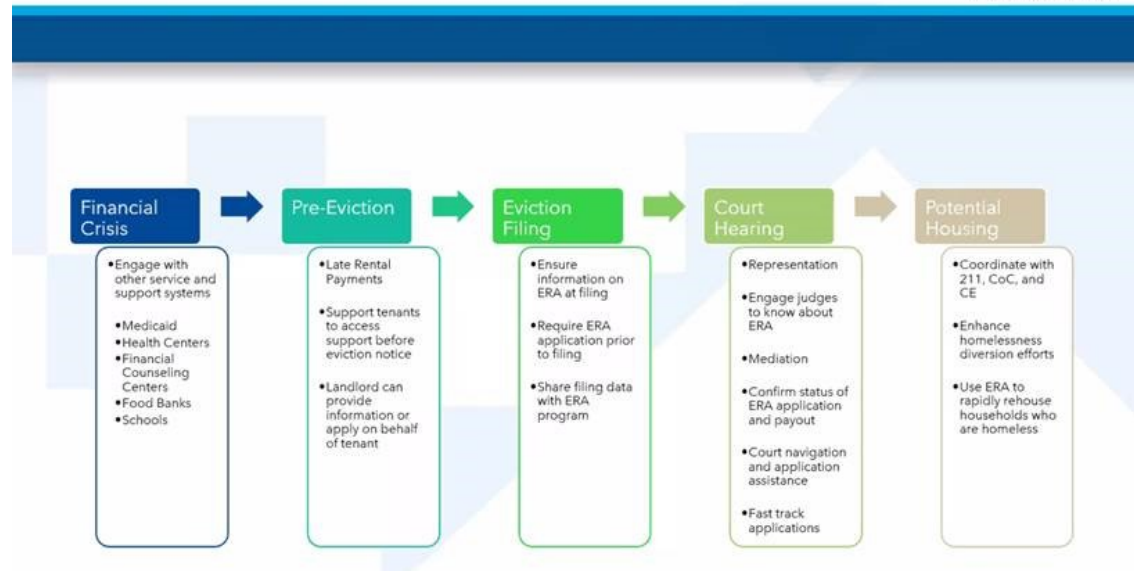 Financial
Crisis
•Engage with
other service and
support systems
•Medicaid
•Health Centers
•Financial
Counseling
Centers
•Food Banks
•Schools
Pre-Eviction
•Late Rental
Payments
•Support tenants
to access
support before
eviction notice
•Landlord can
provide
information or
apply on behalf
of tenant
Eviction
Filing
•Ensure
information on
ERA at filing
•Require ERA
application prior
to filing
•Share filing data
with ERA
program
Court
Hearing
•Representation
•Engage judges
to know about
ERA
•Mediation
•Confirm status of
ERA application
and payout
•Court navigation
and application
assistance
•Fast track
applications
Potential
Housing
•Coordinate with
211, CoC, and
CE
•Enhance
homelessness
diversion efforts
•Use ERA to
rapidly rehouse
households who
are homeless